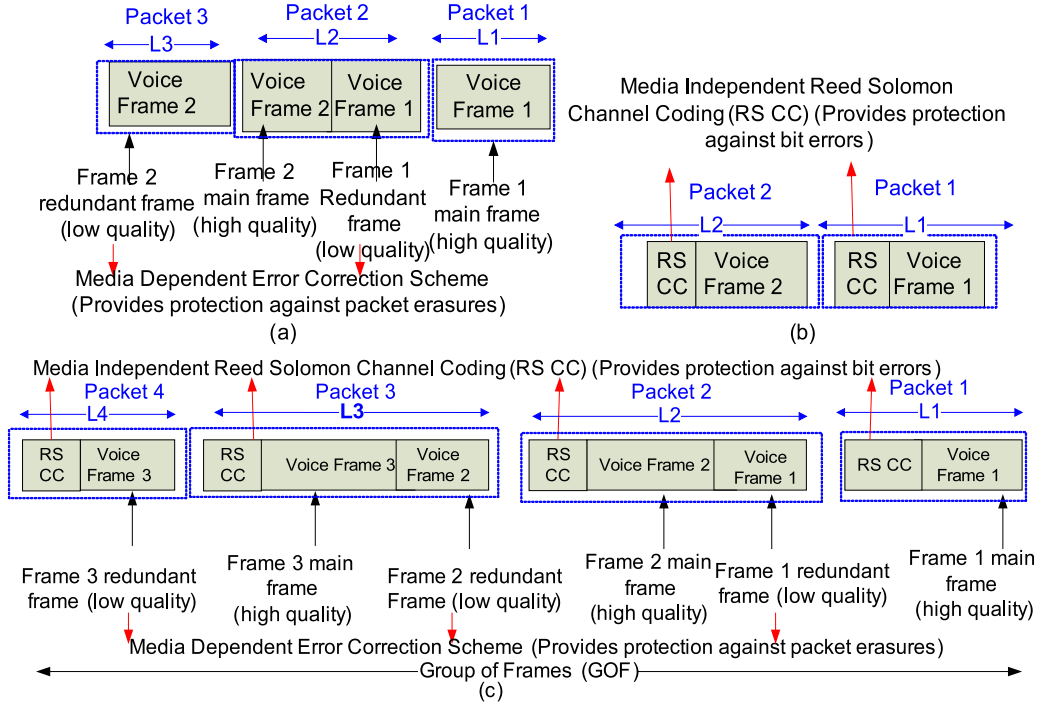 Packet 3
Packet 2
Packet 1
L3
L2
L1
Voice
Frame 2
Voice
Frame 2
Voice
Frame 1
Voice
Frame 1
Frame 2
redundant frame
(low quality)
Frame 2
main frame
(high quality)
Frame 1
Redundant
frame
(low quality)
Frame 1
main frame
(high quality)
Media Dependent Error Correction Scheme
(Provides protection against packet erasures)
(a)
Media Independent Reed Solomon
Channel Coding (RS CC) (Provides protection
against bit errors)
Packet 2
Packet 1
L2
L1
RS
CC
Voice
Frame 2
RS
CC
Voice
Frame 1
(b)
Media Independent Reed Solomon Channel Coding (RS CC) (Provides protection against bit errors)
Packet 4
Packet 3
Packet 2
Packet 1
L4
L3
L2
L1
RS
CC
Voice
Frame 3
RS
CC
Voice Frame 3
Voice
Frame 2
RS
CC
Voice Frame 2
Voice
Frame 1
RS CC
Voice
Frame 1
Frame 3 redundant
frame (low quality)
Frame 3 main
frame
(high quality)
Frame 2 redundant
Frame (low quality)
Frame 2 main
frame
(high quality)
Frame 1 redundant
frame (low quality)
Frame 1 main
frame
(high quality)
Media Dependent Error Correction Scheme (Provides protection against packet erasures)
Group of Frames (GOF)
(c)